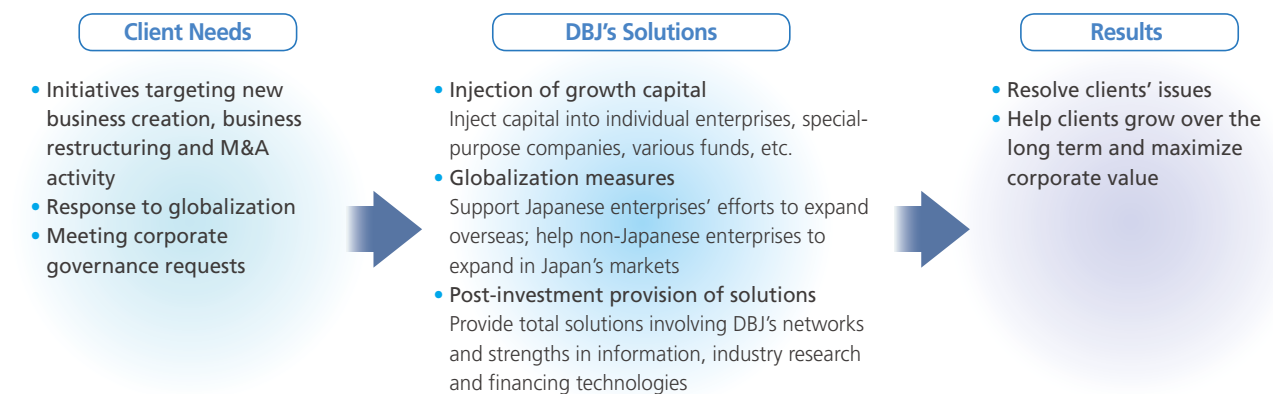 Client Needs
• Initiatives targeting new
business creation, business
restructuring and M&A
activity
• Response to globalization
• Meeting corporate
governance requests
DBJ's Solutions
• Injection of growth capital
Inject capital into individual enterprises, special-
purpose companies, various funds, etc.
• Globalization measures
Support Japanese enterprises' efforts to expand
overseas; help non-Japanese enterprises to
expand in Japan's markets
• Post-investment provision of solutions
Provide total solutions involving DBJ's networks
and strengths in information, industry research
and financing technologies
Results
• Resolve clients' issues
• Help clients grow over the
long term and maximize
corporate value